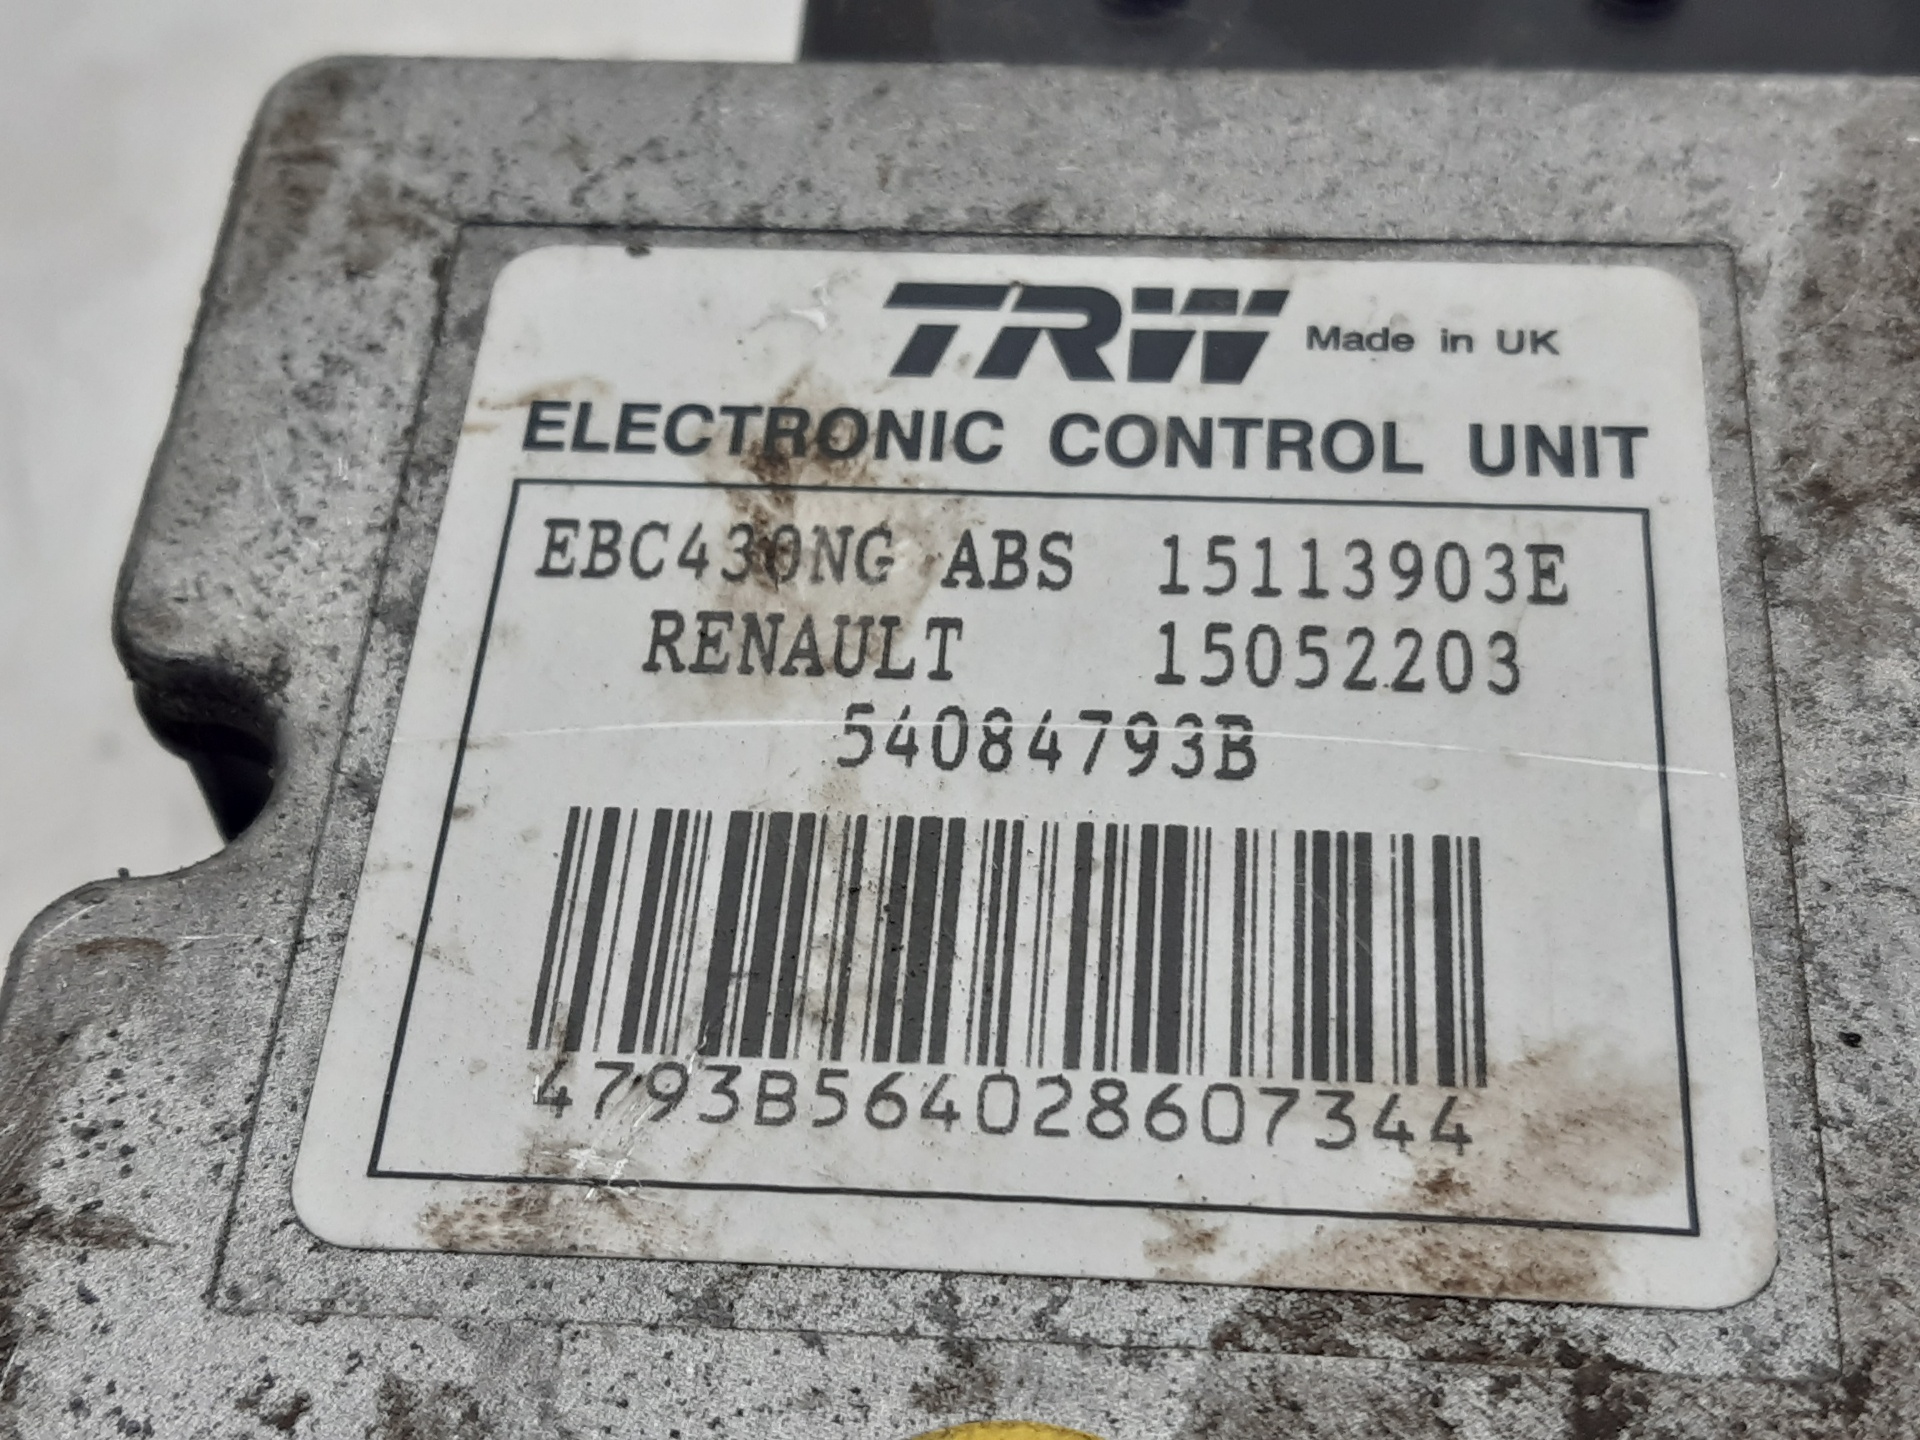 TRW Made in UK
ELECTRONIC CONTROL UNIT
EBC430NG ABS 15113903E
RENAULT 15052203
54084793B
4793B564028607344